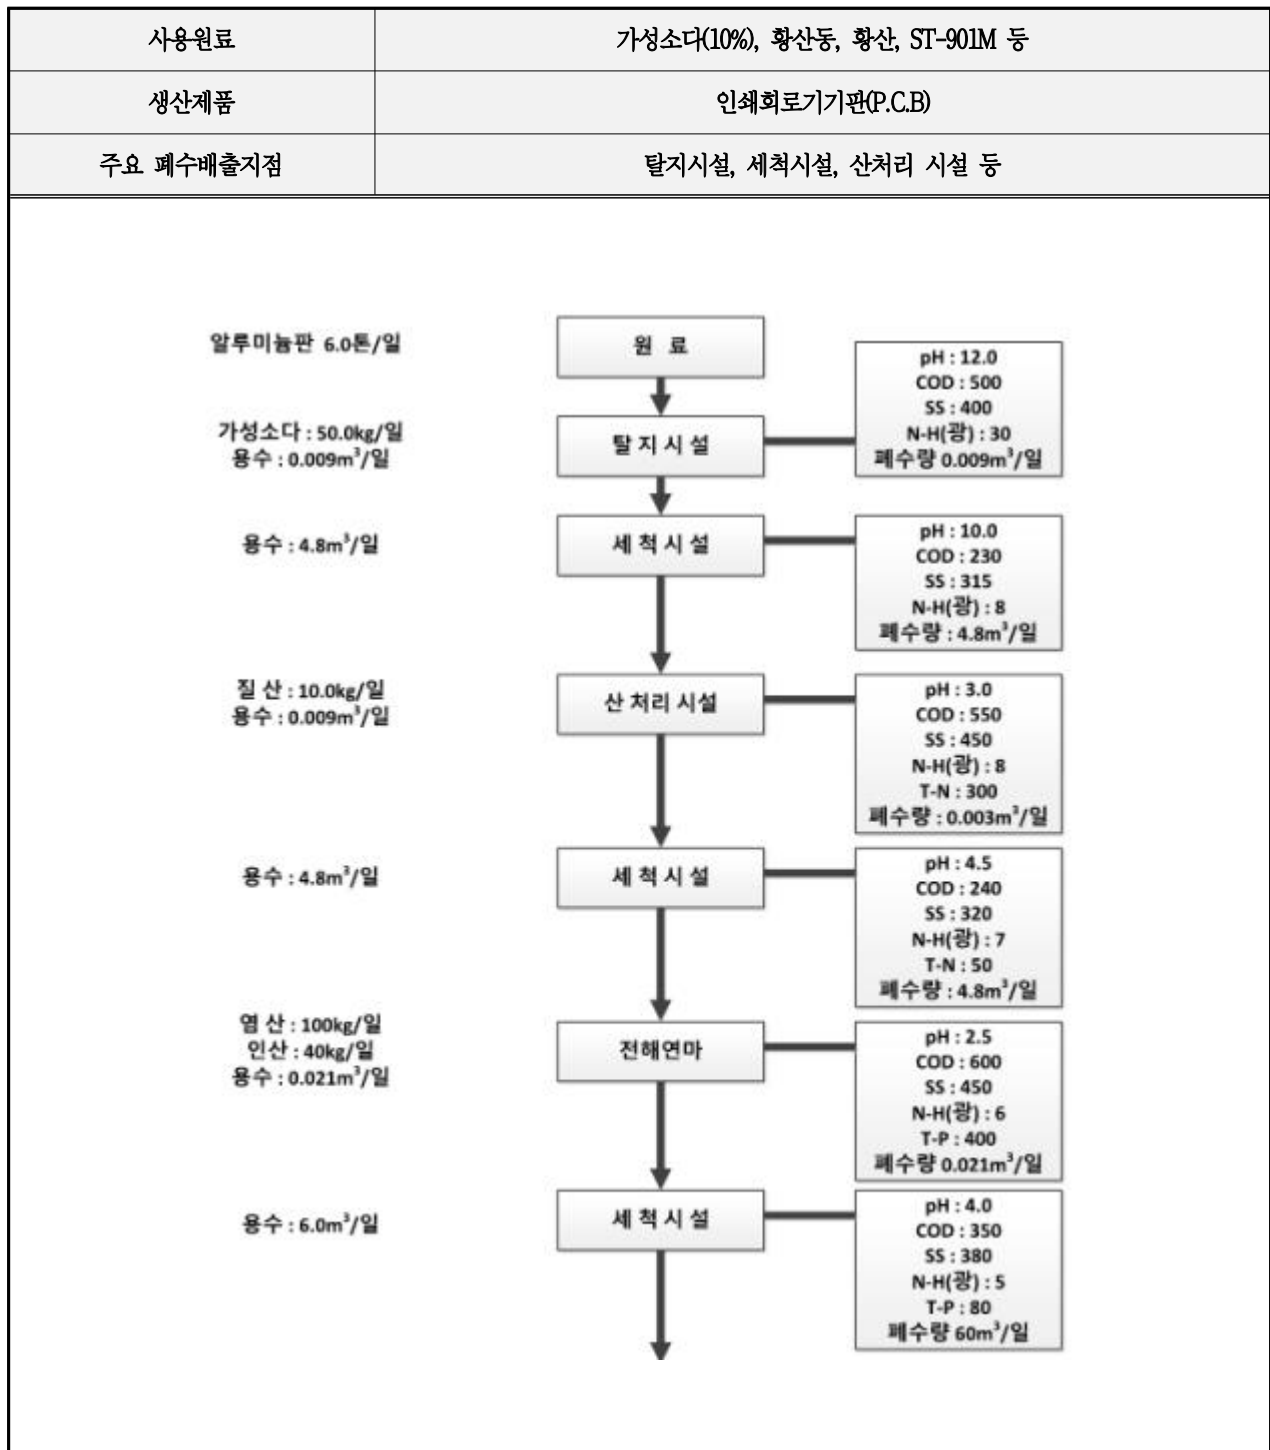 사용원료 가성소다(10%), 황산동, 황산, ST-901M 등
생산제품 인쇄회로기기판(P.C.B)
주요 폐수배출지점 탈지시설, 세척시설, 산처리 시설 등
알루미늄판 6.0톤/일
원 료
가성소다 : 50.0kg/일
용수 : 0.009m³/일
탈 지 시 설
pH : 12.0
COD : 500
SS : 400
N-H(광) : 30
폐수량 0.009m³/일
용수 : 4.8m³/일
세 척 시 설
pH : 10.0
COD : 230
SS : 315
N-H(광) : 8
폐수량 : 4.8m³/일
질 산 : 10.0kg/일
용수 : 0.009m³/일
산 처리 시설
pH : 3.0
COD : 550
SS : 450
N-H(광) : 8
T-N : 300
폐수량 : 0.003m³/일
용수 : 4.8m³/일
세 척 시 설
pH : 4.5
COD : 240
SS : 320
N-H(광) : 7
T-N : 50
폐수량 : 4.8m³/일
염 산 : 100kg/일
인산 : 40kg/일
용수 : 0.021m³/일
전해연마
pH : 2.5
COD : 600
SS : 450
N-H(광) : 6
T-P : 400
폐수량 0.021m³/일
용수 : 6.0m³/일
세 척 시 설
pH : 4.0
COD : 350
SS : 380
N-H(광) : 5
T-P : 80
폐수량 60m³/일